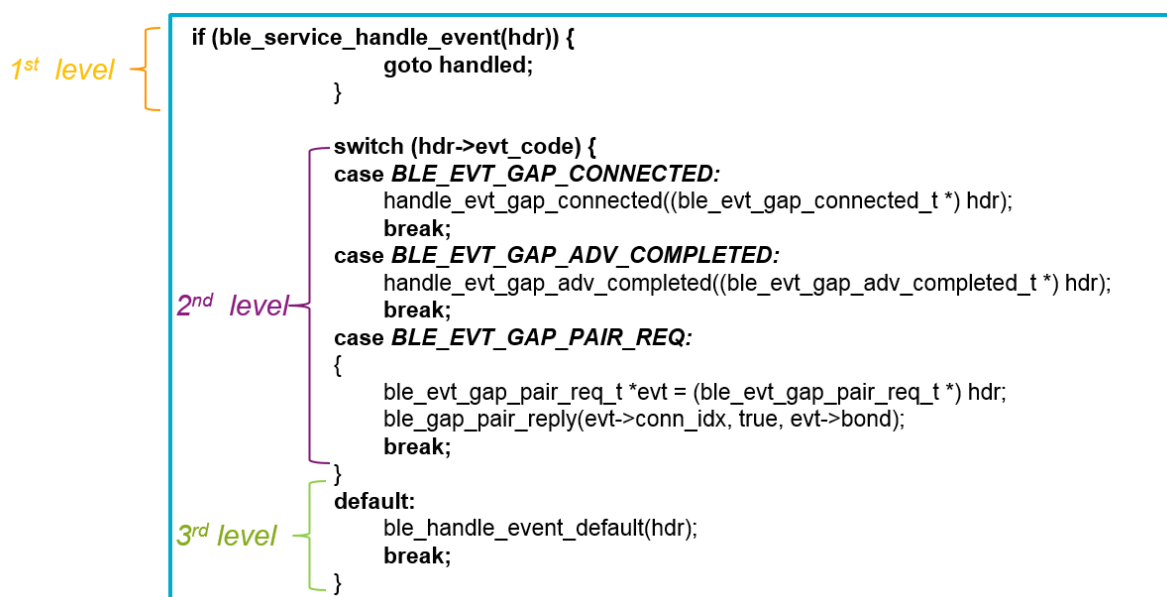 if (ble_service_handle_event(hdr)) {
1st level
goto handled;
}
switch (hdr->evt_code) {
case BLE_EVT_GAP_CONNECTED:
handle_evt_gap_connected((ble_evt_gap_connected_t *) hdr);
break;
case BLE_EVT_GAP_ADV_COMPLETED:
handle_evt_gap_adv_completed((ble_evt_gap_adv_completed_t *) hdr);
2nd level
break;
case BLE_EVT_GAP_PAIR_REQ:
{
ble_evt_gap_pair_req_t *evt = (ble_evt_gap_pair_req_t *) hdr;
ble_gap_pair_reply(evt->conn_idx, true, evt->bond);
break;
}
default:
3rd level
ble_handle_event_default(hdr);
break;
}